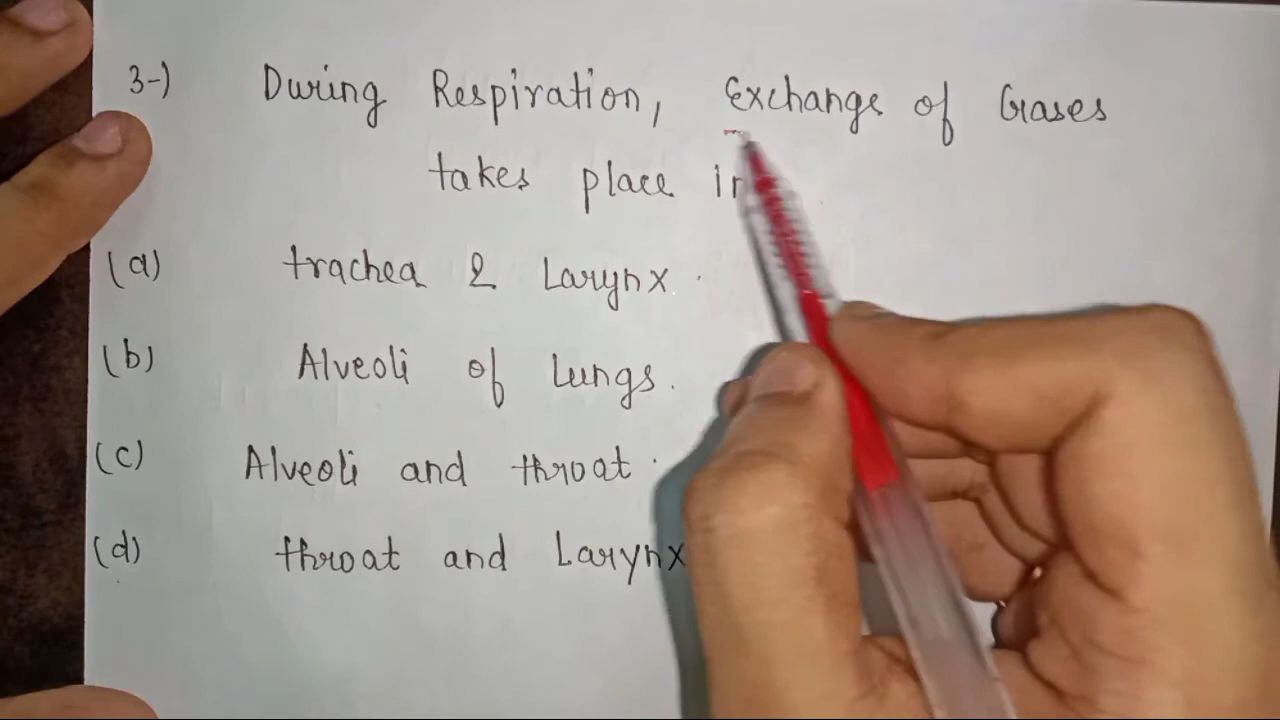 3-) During Respiration, Exchange of Gases
takes place in
(a) trachea & Larynx.
(b) Alveoli of Lungs.
(c) Alveoli and throat.
(d) throat and Larynx